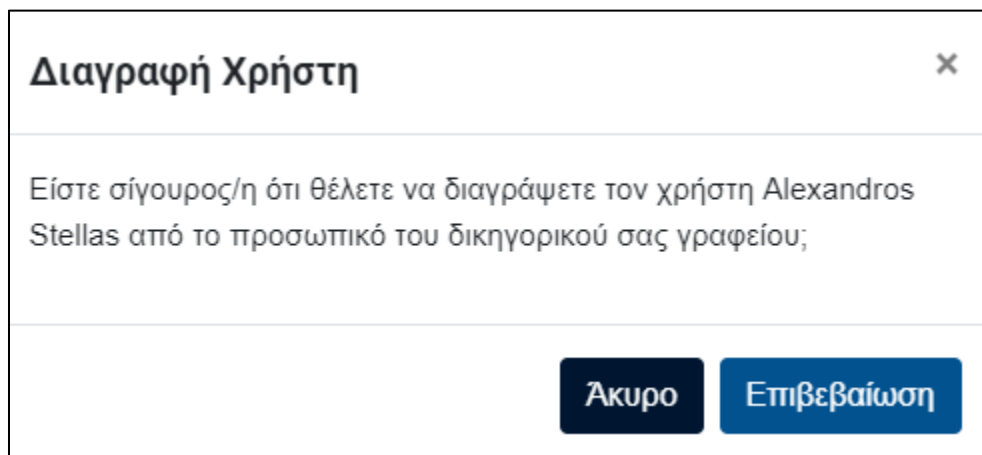 Διαγραφή Χρήστη
×
Είστε σίγουρος/η ότι θέλετε να διαγράψετε τον χρήστη Alexandros
Stellas από το προσωπικό του δικηγορικού σας γραφείου;
Άκυρο Επιβεβαίωση